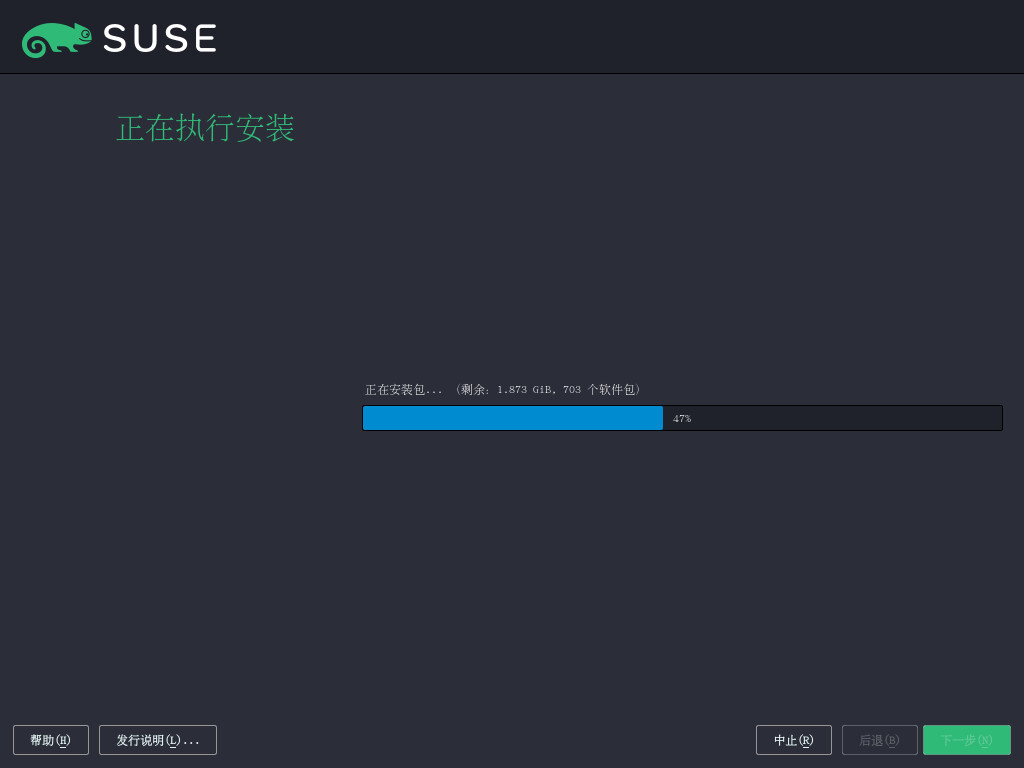 SUSE
正在执行安装
正在安装包... (剩余: 1.873 GiB, 703 个软件包)
47%
帮助(H) 发行说明(L)... 中止(R) 后退(B) 下一步(N)